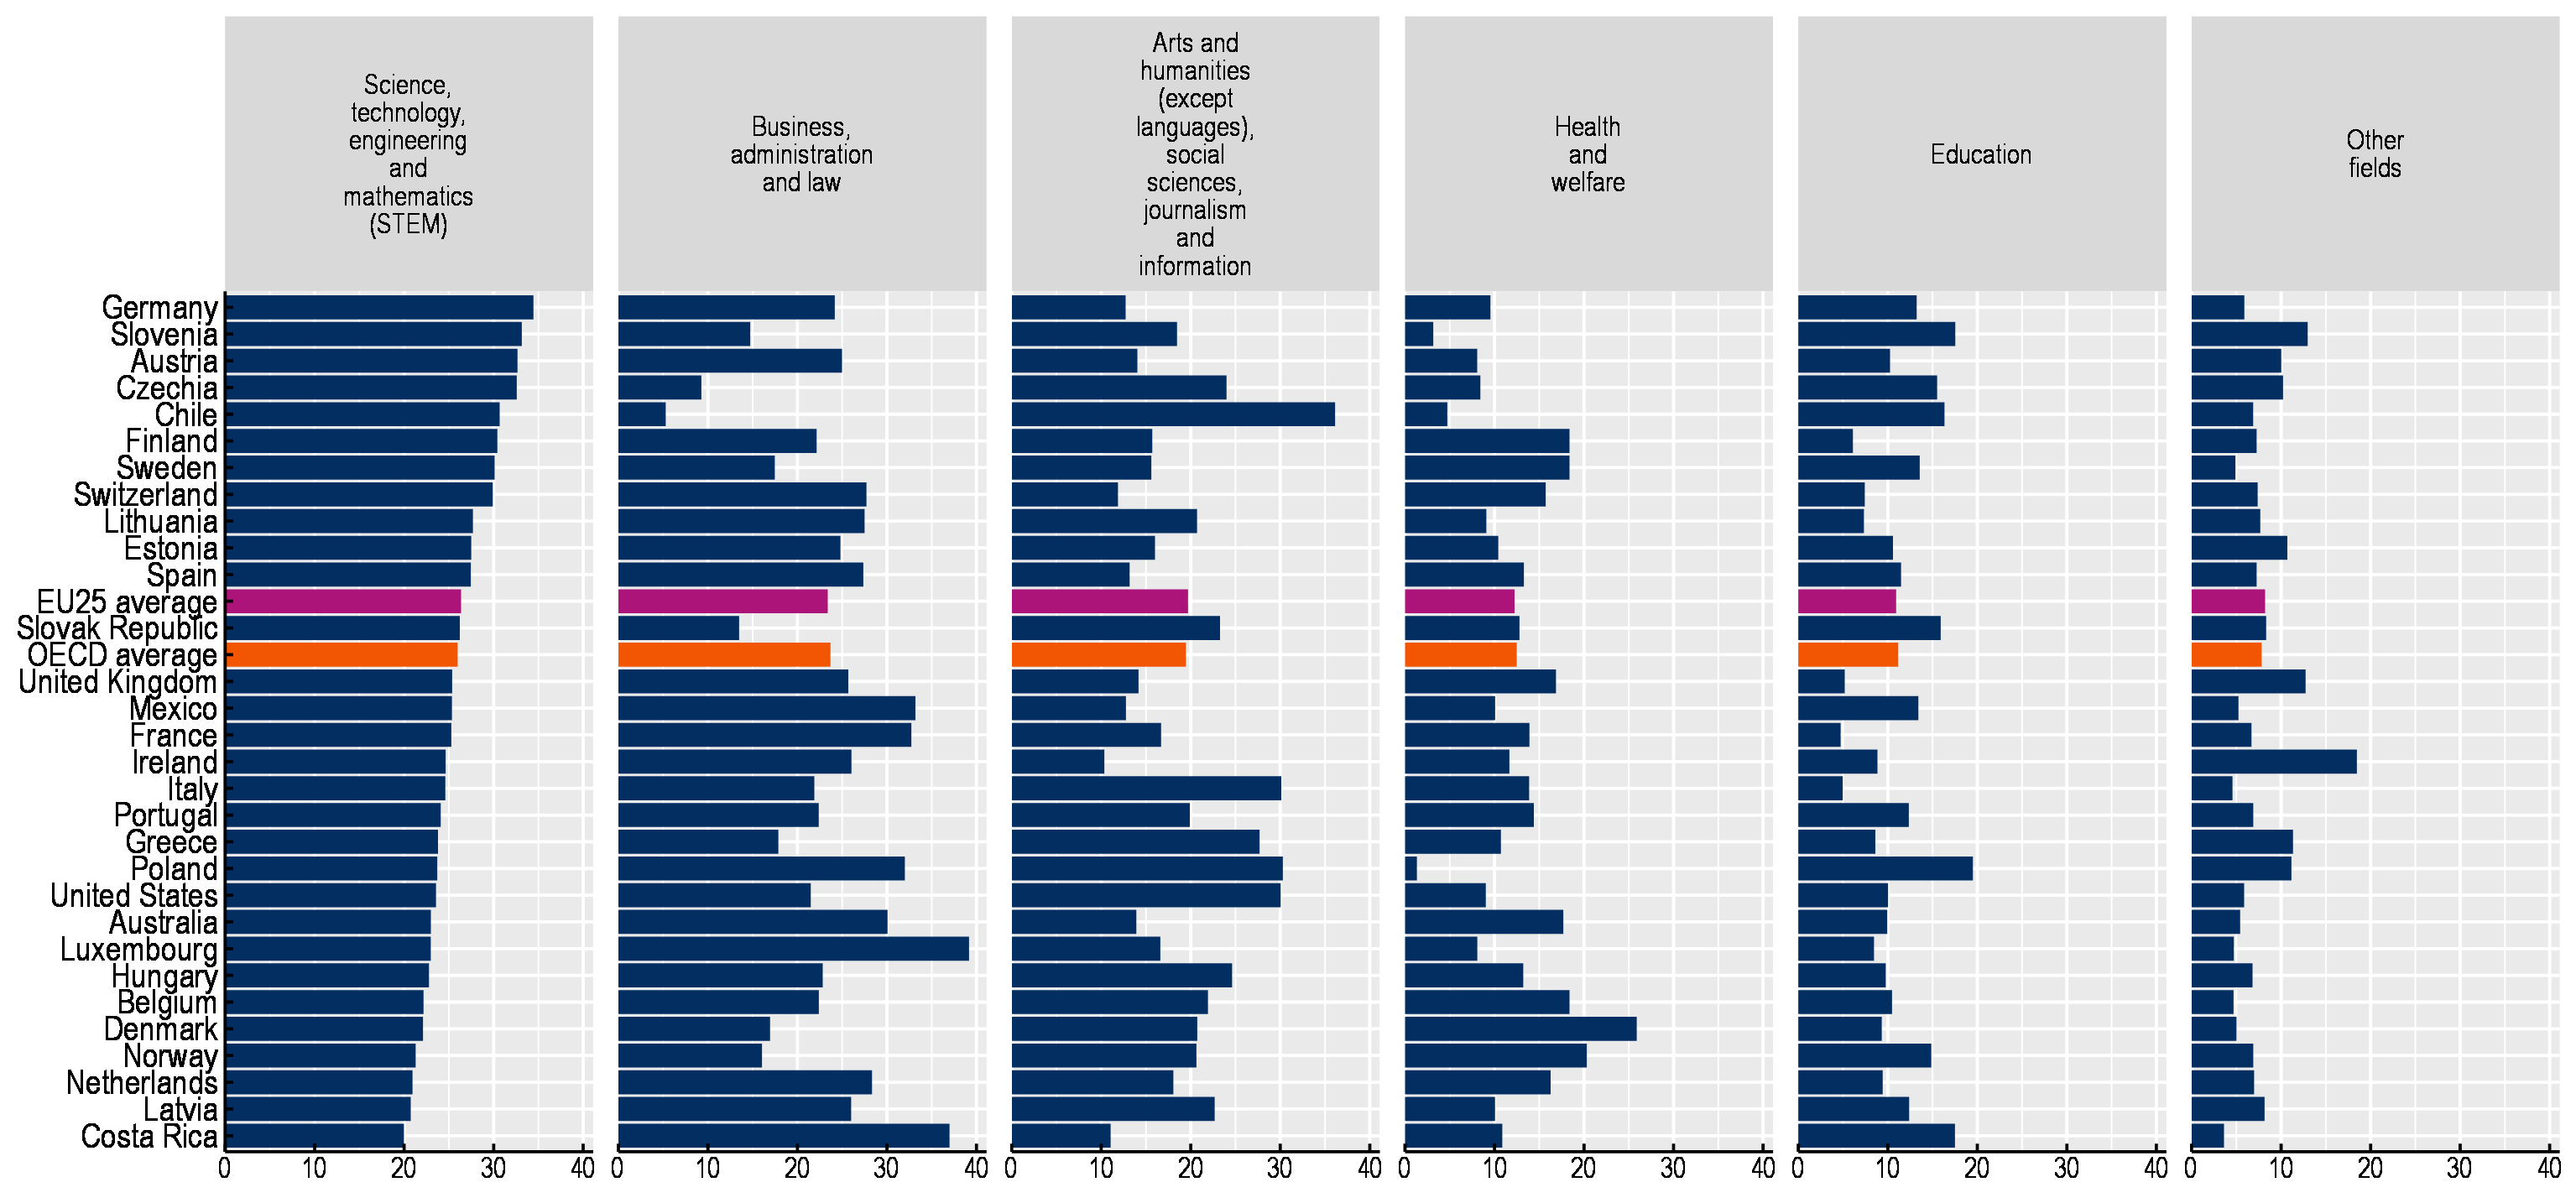 Science,
technology,
engineering
and
mathematics
(STEM)
Business,
administration
and law
Arts and
humanities
(except
languages),
social
sciences,
journalism
and
information
Health
and
welfare
Education
Other
fields
Germany
Slovenia
Austria
Czechia
Chile
Finland
Sweden
Switzerland
Lithuania
Estonia
Spain
EU25 average
Slovak Republic
OECD average
United Kingdom
Mexico
France
Ireland
Italy
Portugal
Greece
Poland
United States
Australia
Luxembourg
Hungary
Belgium
Denmark
Norway
Netherlands
Latvia
Costa Rica
0 10 20 30 40 0 10 20 30 40 0 10 20 30 40 0 10 20 30 40 0 10 20 30 40 0 10 20 30 40